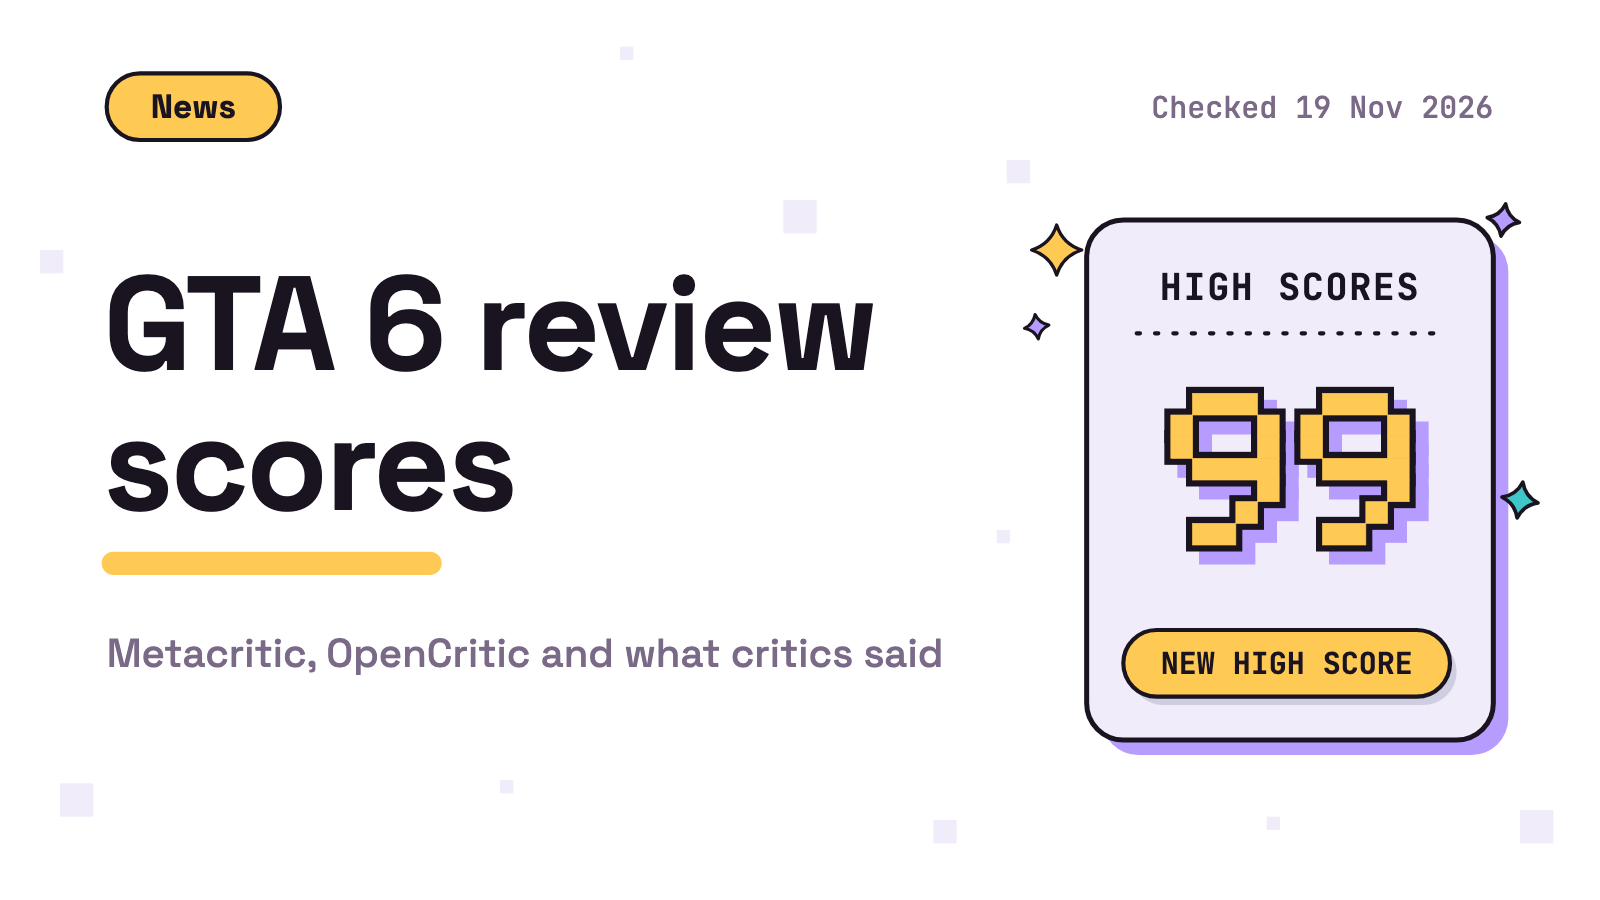 News
Checked 19 Nov 2026
GTA 6 review
scores
Metacritic, OpenCritic and what critics said
HIGH SCORES
99
NEW HIGH SCORE